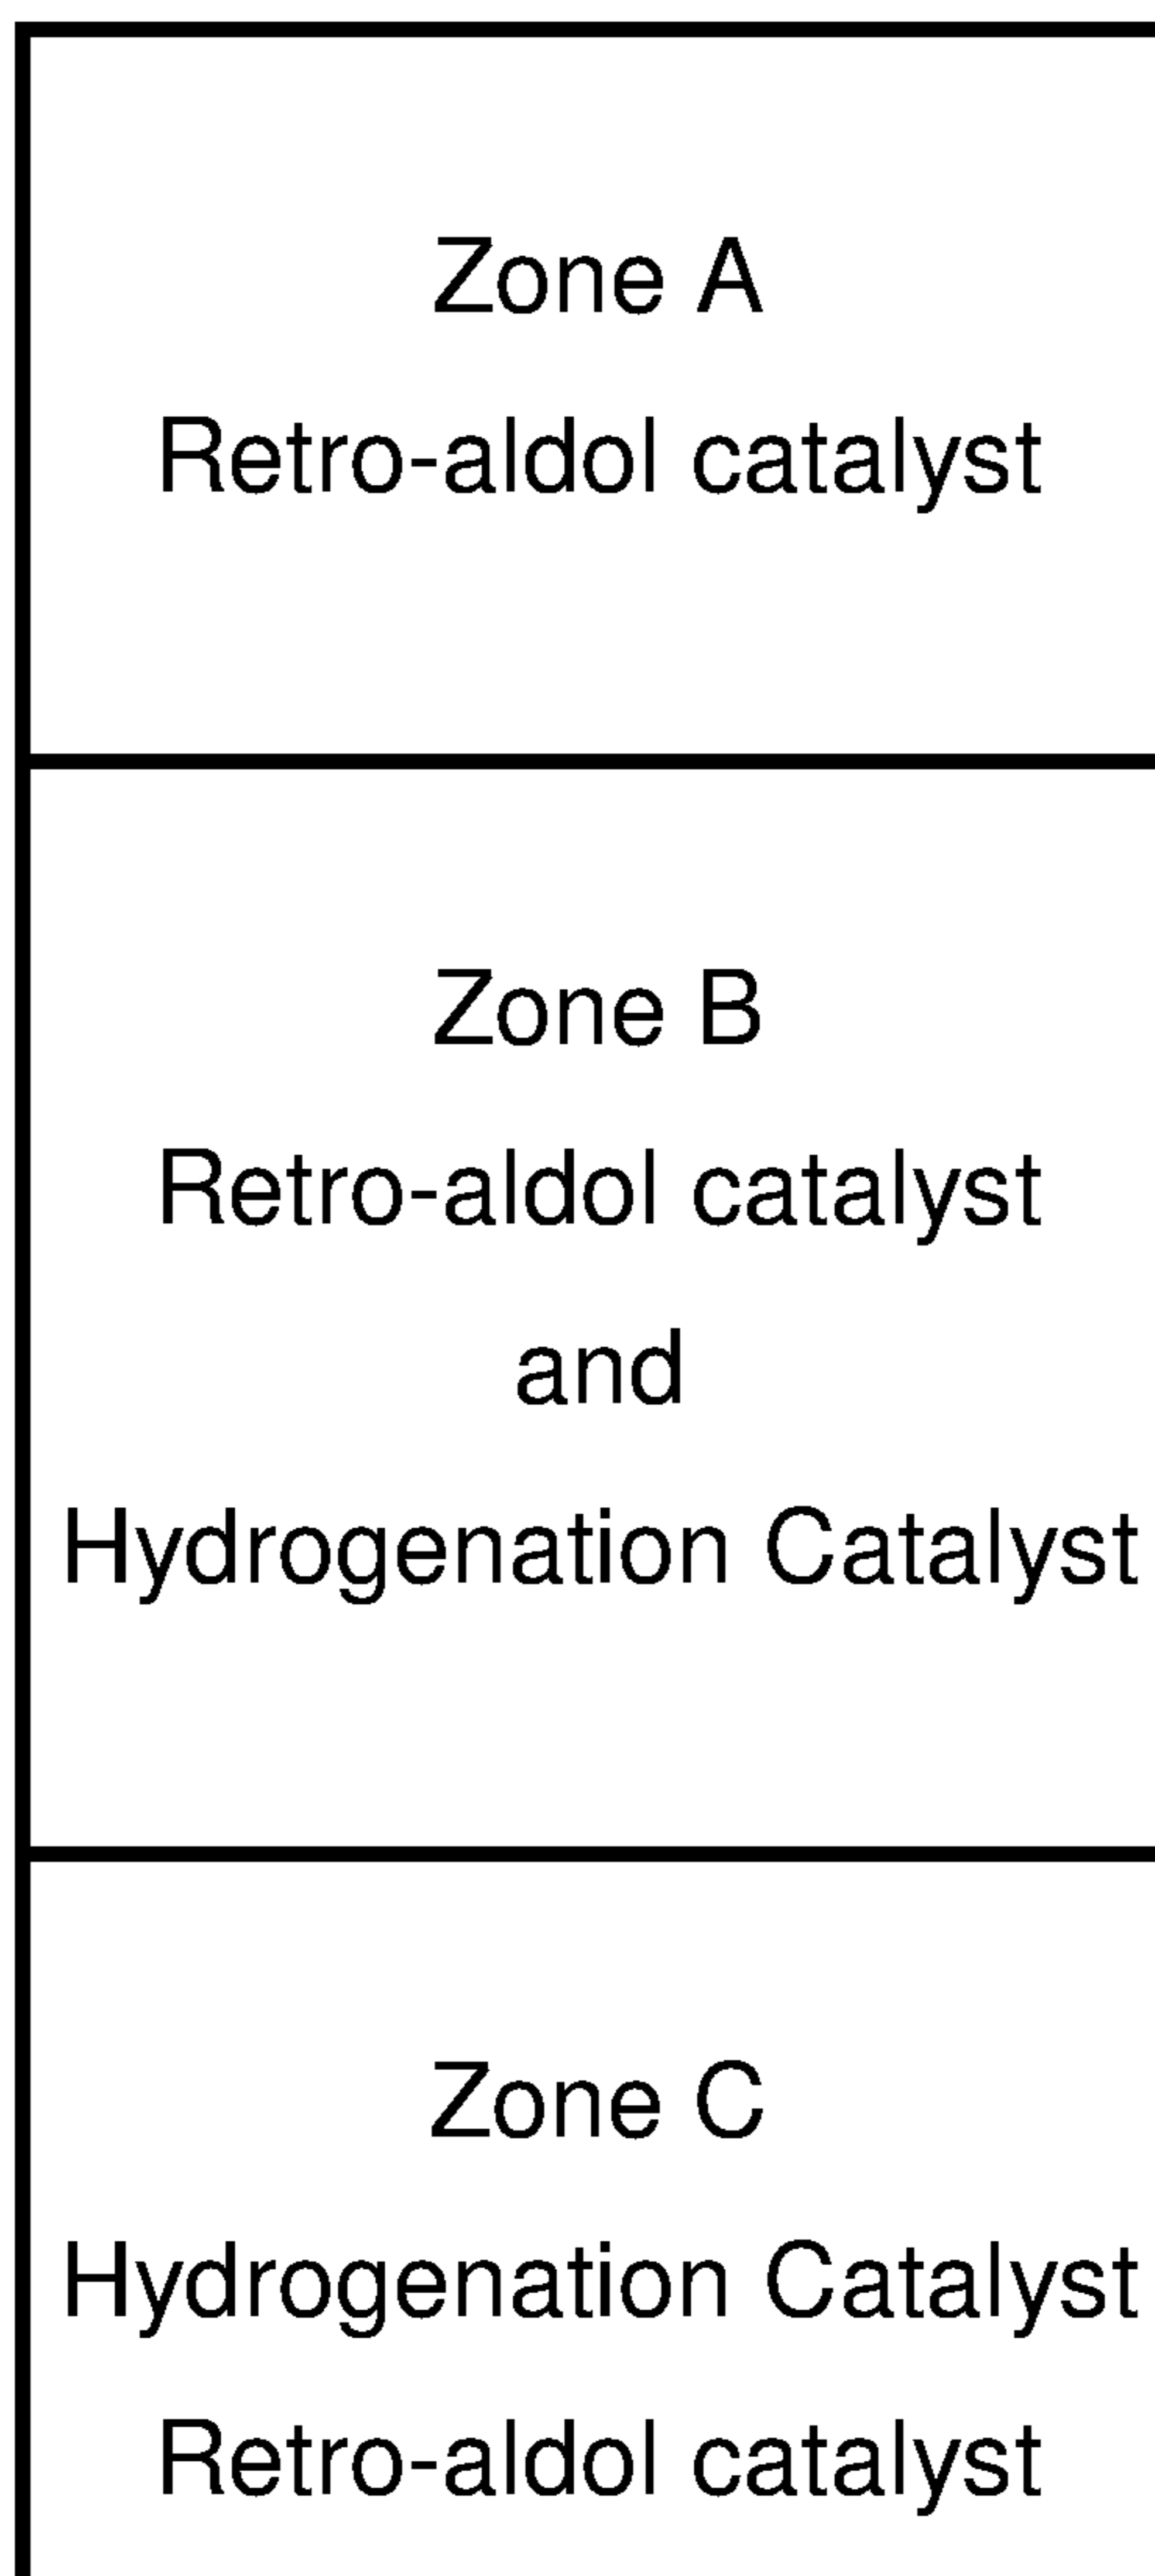 Zone A
Retro-aldol catalyst
Zone B
Retro-aldol catalyst
and
Hydrogenation Catalyst
Zone C
Hydrogenation Catalyst
Retro-aldol catalyst